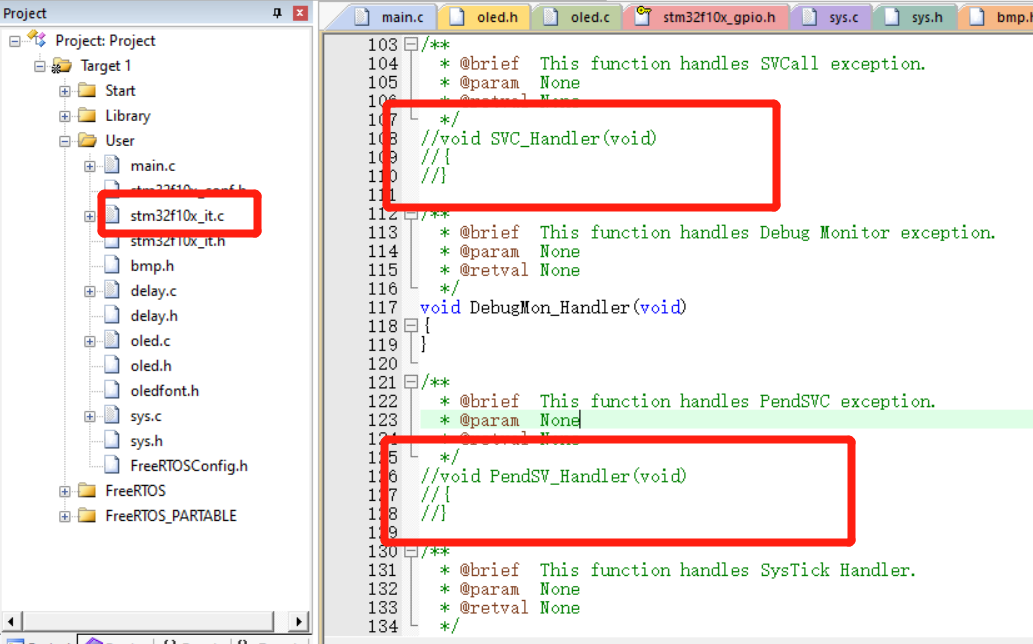 Project
Project: Project
Target 1
Start
Library
User
main.c
stm32f10x_conf.h
stm32f10x_it.c
stm32f10x_it.h
bmp.h
delay.c
delay.h
oled.c
oled.h
oledfont.h
sys.c
sys.h
FreeRTOSConfig.h
FreeRTOS
FreeRTOS_PARTABLE
main.c oled.h oled.c stm32f10x_gpio.h sys.c sys.h bmp.h
103 /**
104 * @brief This function handles SVCall exception.
105 * @param None
106 * @retval None
107 */
108 //void SVC_Handler(void)
109 //{
110 //}
111
112 /**
113 * @brief This function handles Debug Monitor exception.
114 * @param None
115 * @retval None
116 */
117 void DebugMon_Handler(void)
118 {
119 }
120
121 /**
122 * @brief This function handles PendSVC exception.
123 * @param None
124 * @retval None
125 */
126 //void PendSV_Handler(void)
127 //{
128 //}
129
130 /**
131 * @brief This function handles SysTick Handler.
132 * @param None
133 * @retval None
134 */